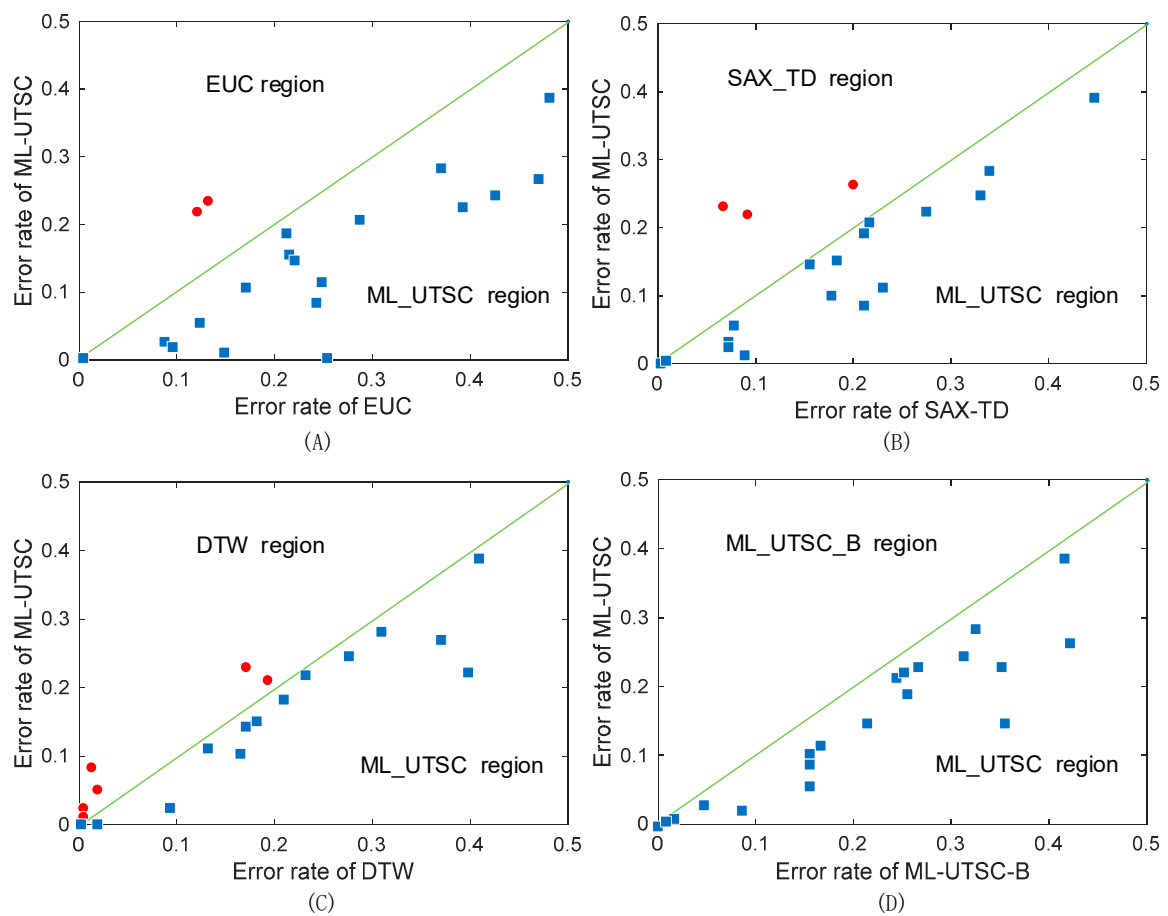 0.5
0.4
0.3
0.2
0.1
0
Error rate of ML-UTSC
EUC region
ML_UTSC region
0 0.1 0.2 0.3 0.4 0.5
Error rate of EUC
(A)
0.5
0.4
0.3
0.2
0.1
0
Error rate of ML-UTSC
SAX_TD region
ML_UTSC region
0 0.1 0.2 0.3 0.4 0.5
Error rate of SAX-TD
(B)
0.5
0.4
0.3
0.2
0.1
0
Error rate of ML-UTSC
DTW region
ML_UTSC region
0 0.1 0.2 0.3 0.4 0.5
Error rate of DTW
(C)
0.5
0.4
0.3
0.2
0.1
0
Error rate of ML-UTSC
ML_UTSC_B region
ML_UTSC region
0 0.1 0.2 0.3 0.4 0.5
Error rate of ML-UTSC-B
(D)